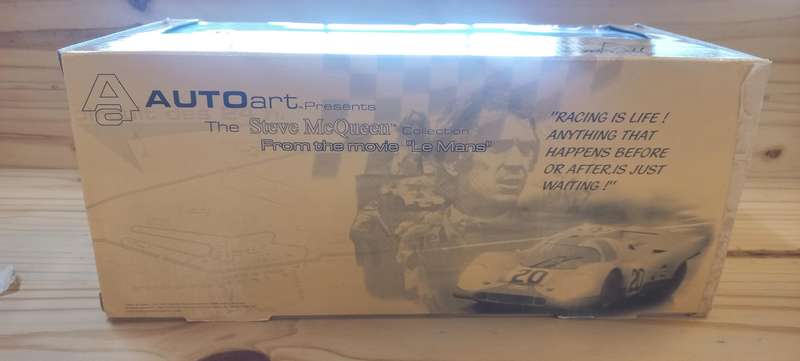 AUTOart Presents
The Steve McQueen™ Collection
From the movie "Le Mans"
"RACING IS LIFE !
ANYTHING THAT
HAPPENS BEFORE
OR AFTER.IS JUST
WAITING !"
20
20